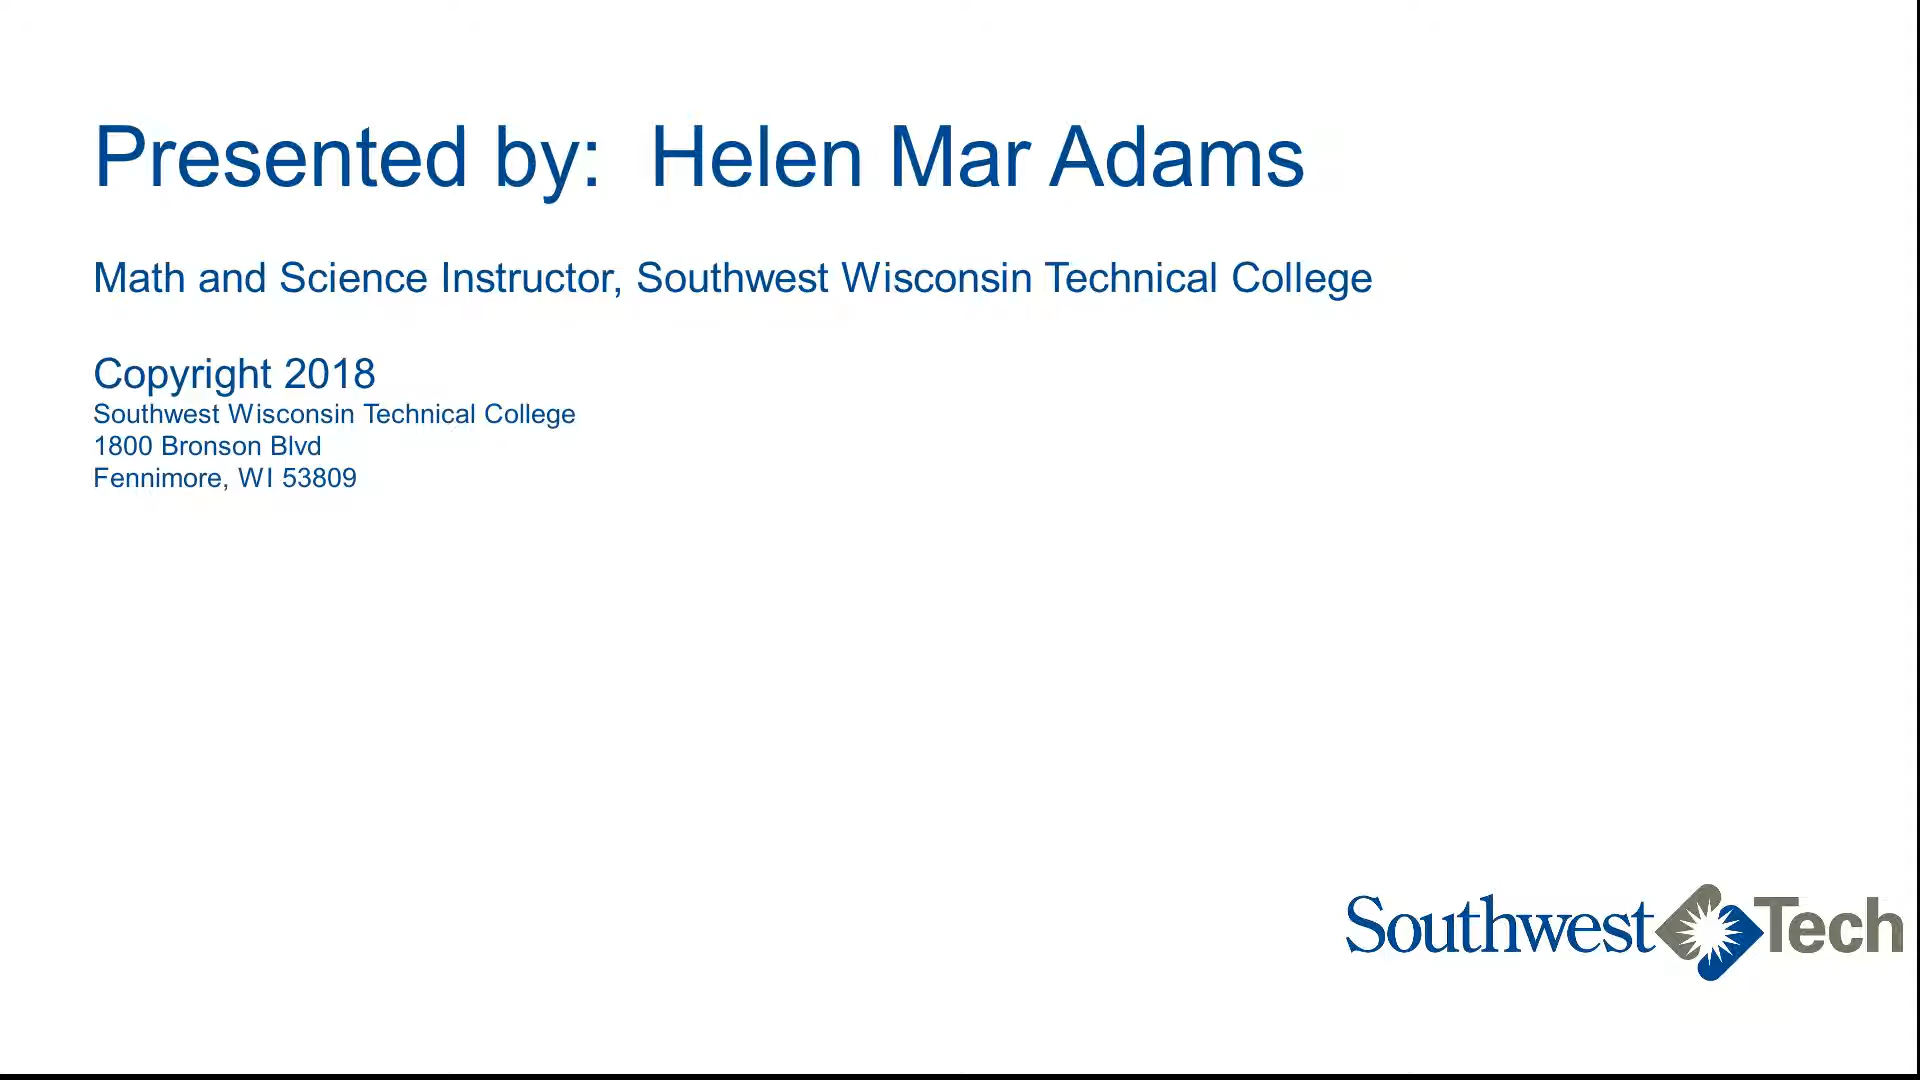 Presented by:  Helen Mar Adams
Math and Science Instructor, Southwest Wisconsin Technical College
Copyright 2018
Southwest Wisconsin Technical College
1800 Bronson Blvd
Fennimore, WI 53809
Southwest Tech